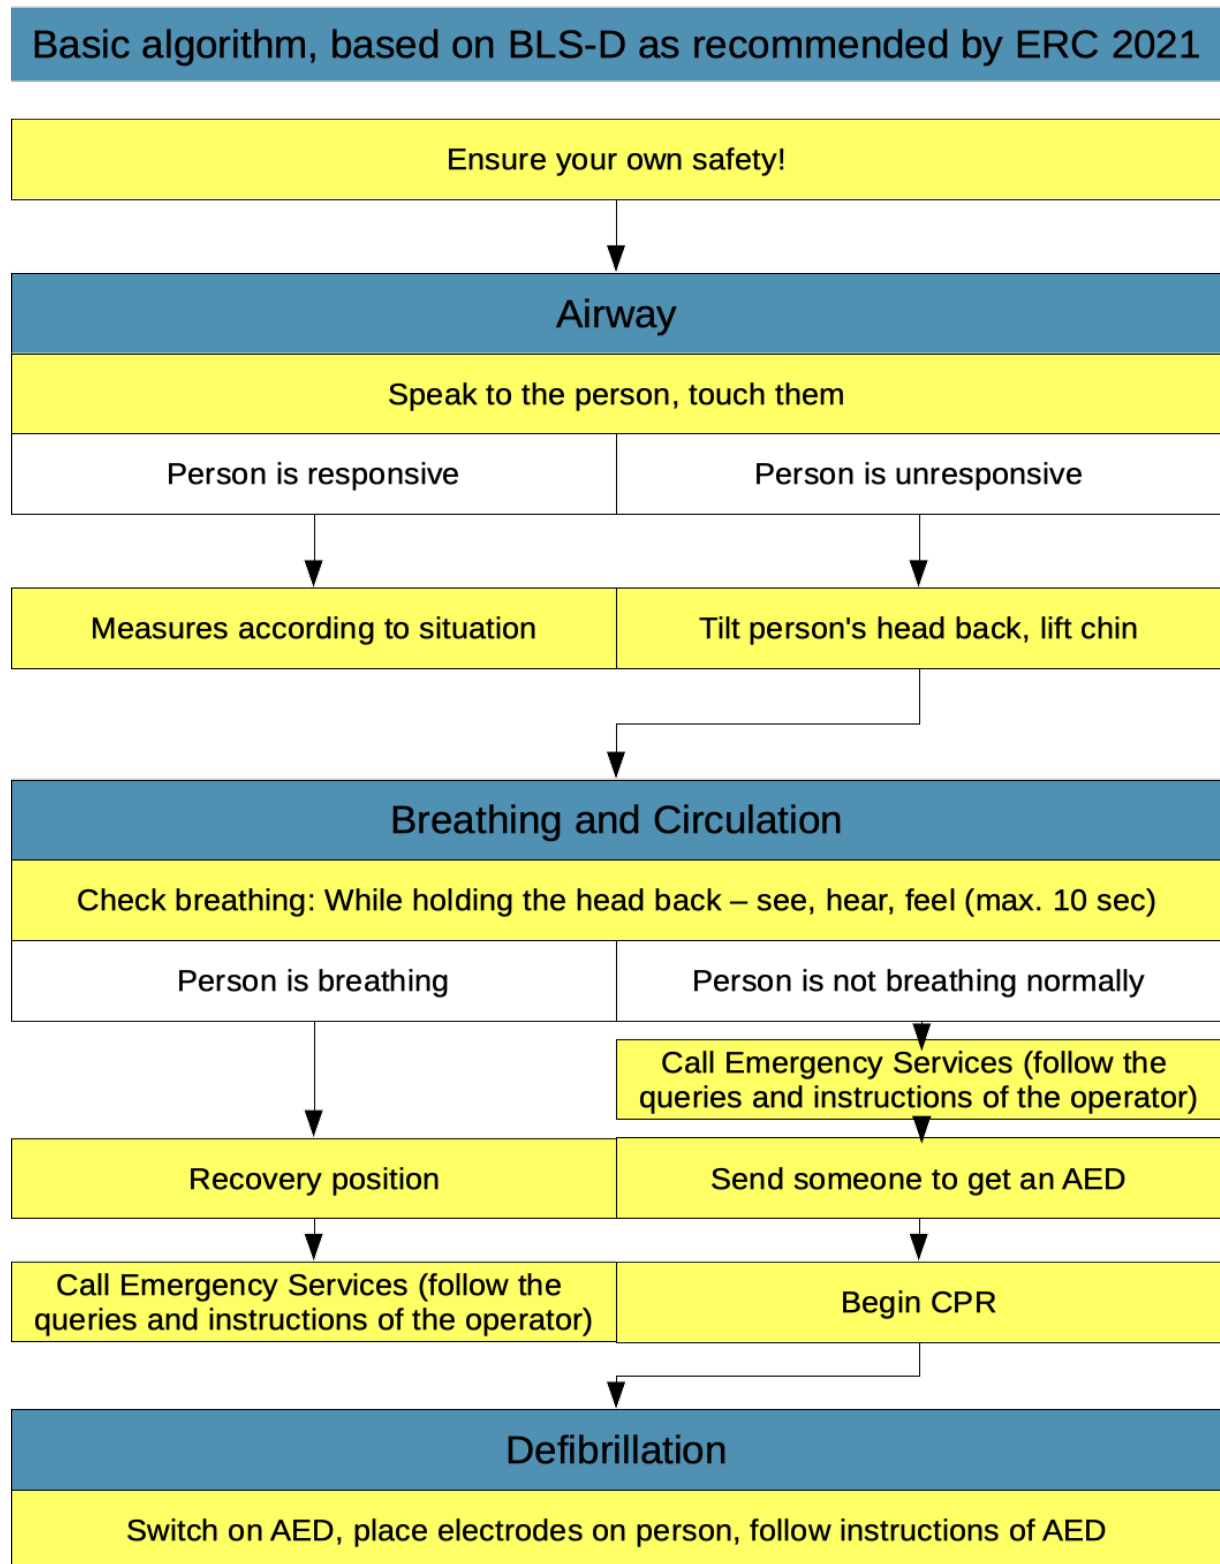 Basic algorithm, based on BLS-D as recommended by ERC 2021
Ensure your own safety!
Airway
Speak to the person, touch them
Person is responsive
Person is unresponsive
Measures according to situation
Tilt person's head back, lift chin
Breathing and Circulation
Check breathing: While holding the head back – see, hear, feel (max. 10 sec)
Person is breathing
Person is not breathing normally
Call Emergency Services (follow the
queries and instructions of the operator)
Recovery position
Send someone to get an AED
Call Emergency Services (follow the
queries and instructions of the operator)
Begin CPR
Defibrillation
Switch on AED, place electrodes on person, follow instructions of AED